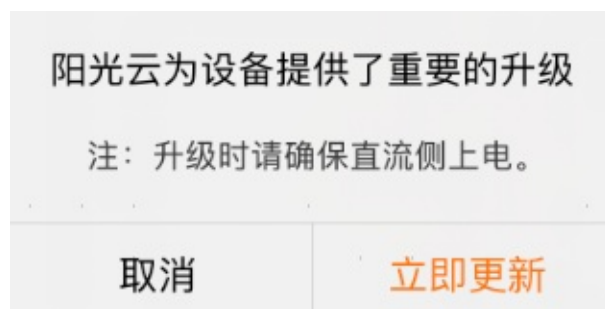 阳光云为设备提供了重要的升级
注：升级时请确保直流侧上电。
取消
立即更新